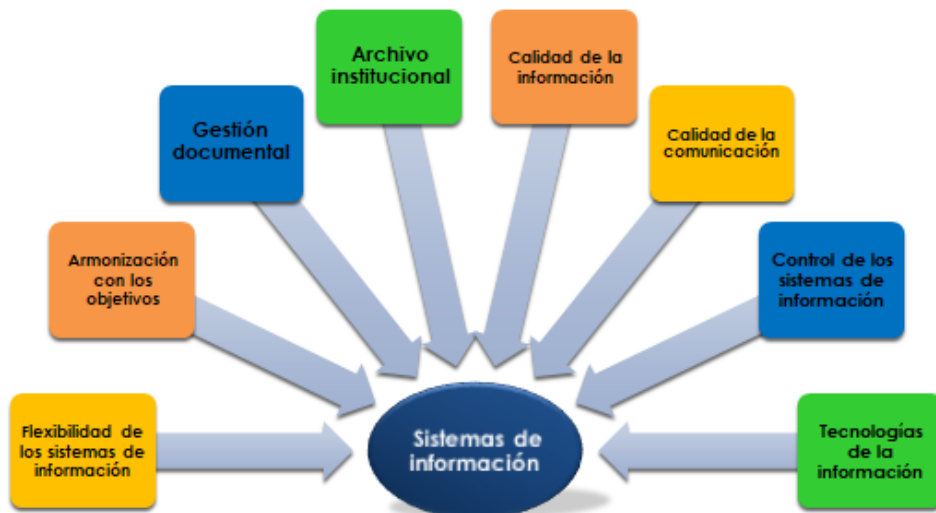 Archivo
institucional
Calidad de la
información
Gestión
documental
Calidad de la
comunicación
Armonización
con los
objetivos
Control de los
sistemas de
información
Flexibilidad de
los sistemas de
información
Sistemas de
información
Tecnologías
de la
información